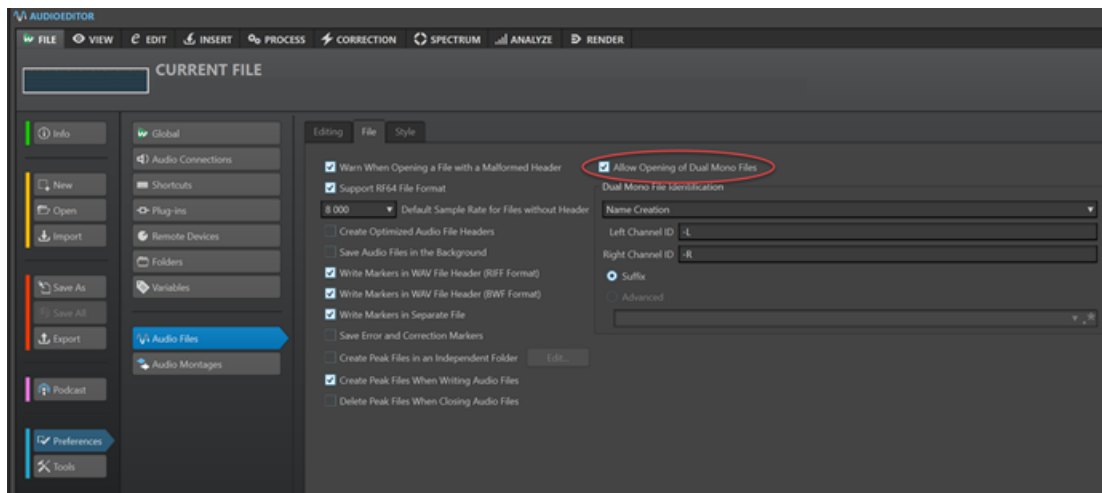 AUDIOEDITOR
FILE VIEW EDIT INSERT PROCESS CORRECTION SPECTRUM ANALYZE RENDER
CURRENT FILE
Info
New
Open
Import
Save As
Save All
Export
Podcast
Preferences
Tools
Global
Audio Connections
Shortcuts
Plug-ins
Remote Devices
Folders
Variables
Audio Files
Audio Montages
Editing File Style
Warn When Opening a File with a Malformed Header
Support RF64 File Format
8 000 Default Sample Rate for Files without Header
Create Optimized Audio File Headers
Save Audio Files in the Background
Write Markers in WAV File Header (RIFF Format)
Write Markers in WAV File Header (BWF Format)
Write Markers in Separate File
Save Error and Correction Markers
Create Peak Files in an Independent Folder Edit...
Create Peak Files When Writing Audio Files
Delete Peak Files When Closing Audio Files
Allow Opening of Dual Mono Files
Dual Mono File Identification
Name Creation
Left Channel ID -L
Right Channel ID -R
Suffix
Advanced